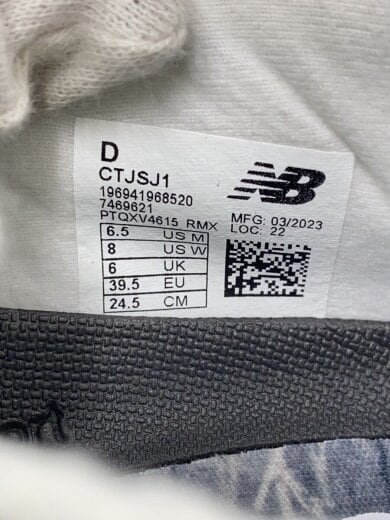 D
CTJSJ1
196941968520
7469621
PTQXV4615 RMX
6.5 US M
8 US W
6 UK
39.5 EU
24.5 CM
NB
MFG: 03/2023
LOC: 22